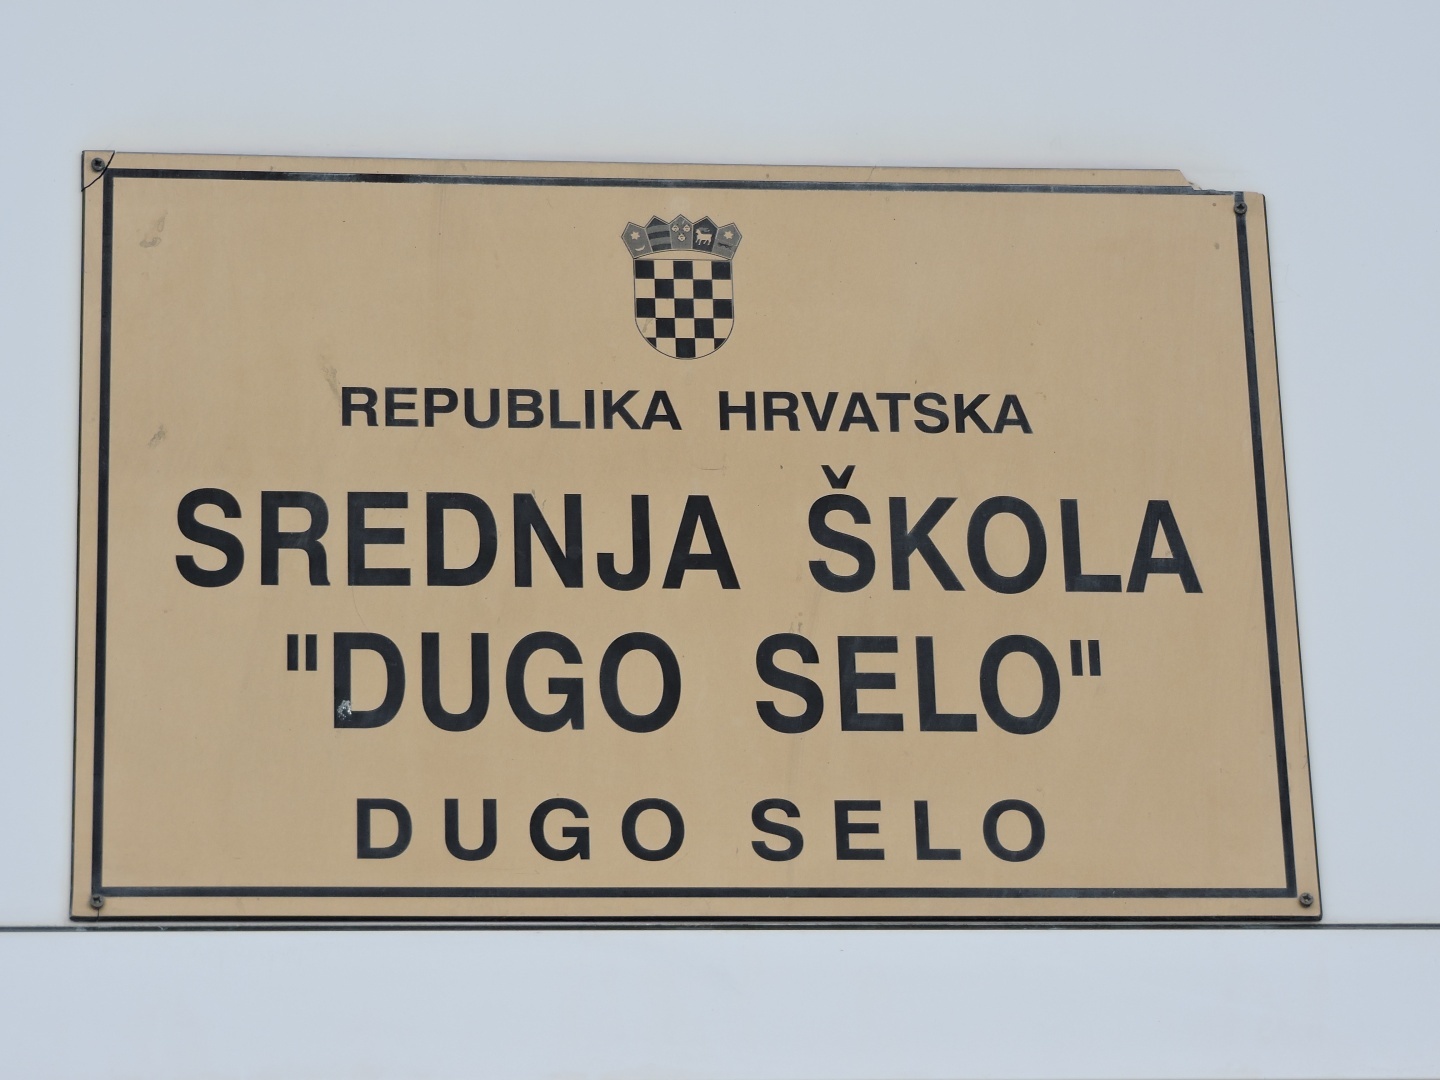 REPUBLIKA HRVATSKA
SREDNJA ŠKOLA
"DUGO SELO"
DUGO SELO